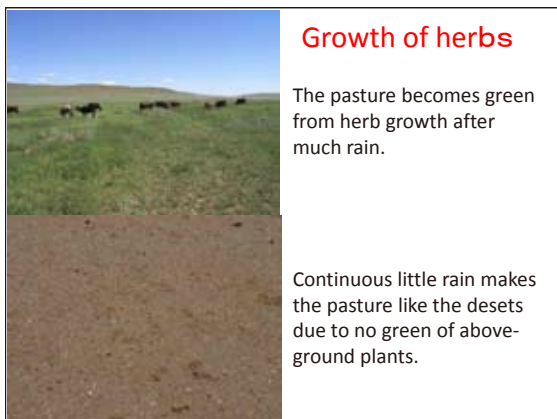 Growth of herbs
The pasture becomes green
from herb growth after
much rain.
Continuous little rain makes
the pasture like the desets
due to no green of above-
ground plants.